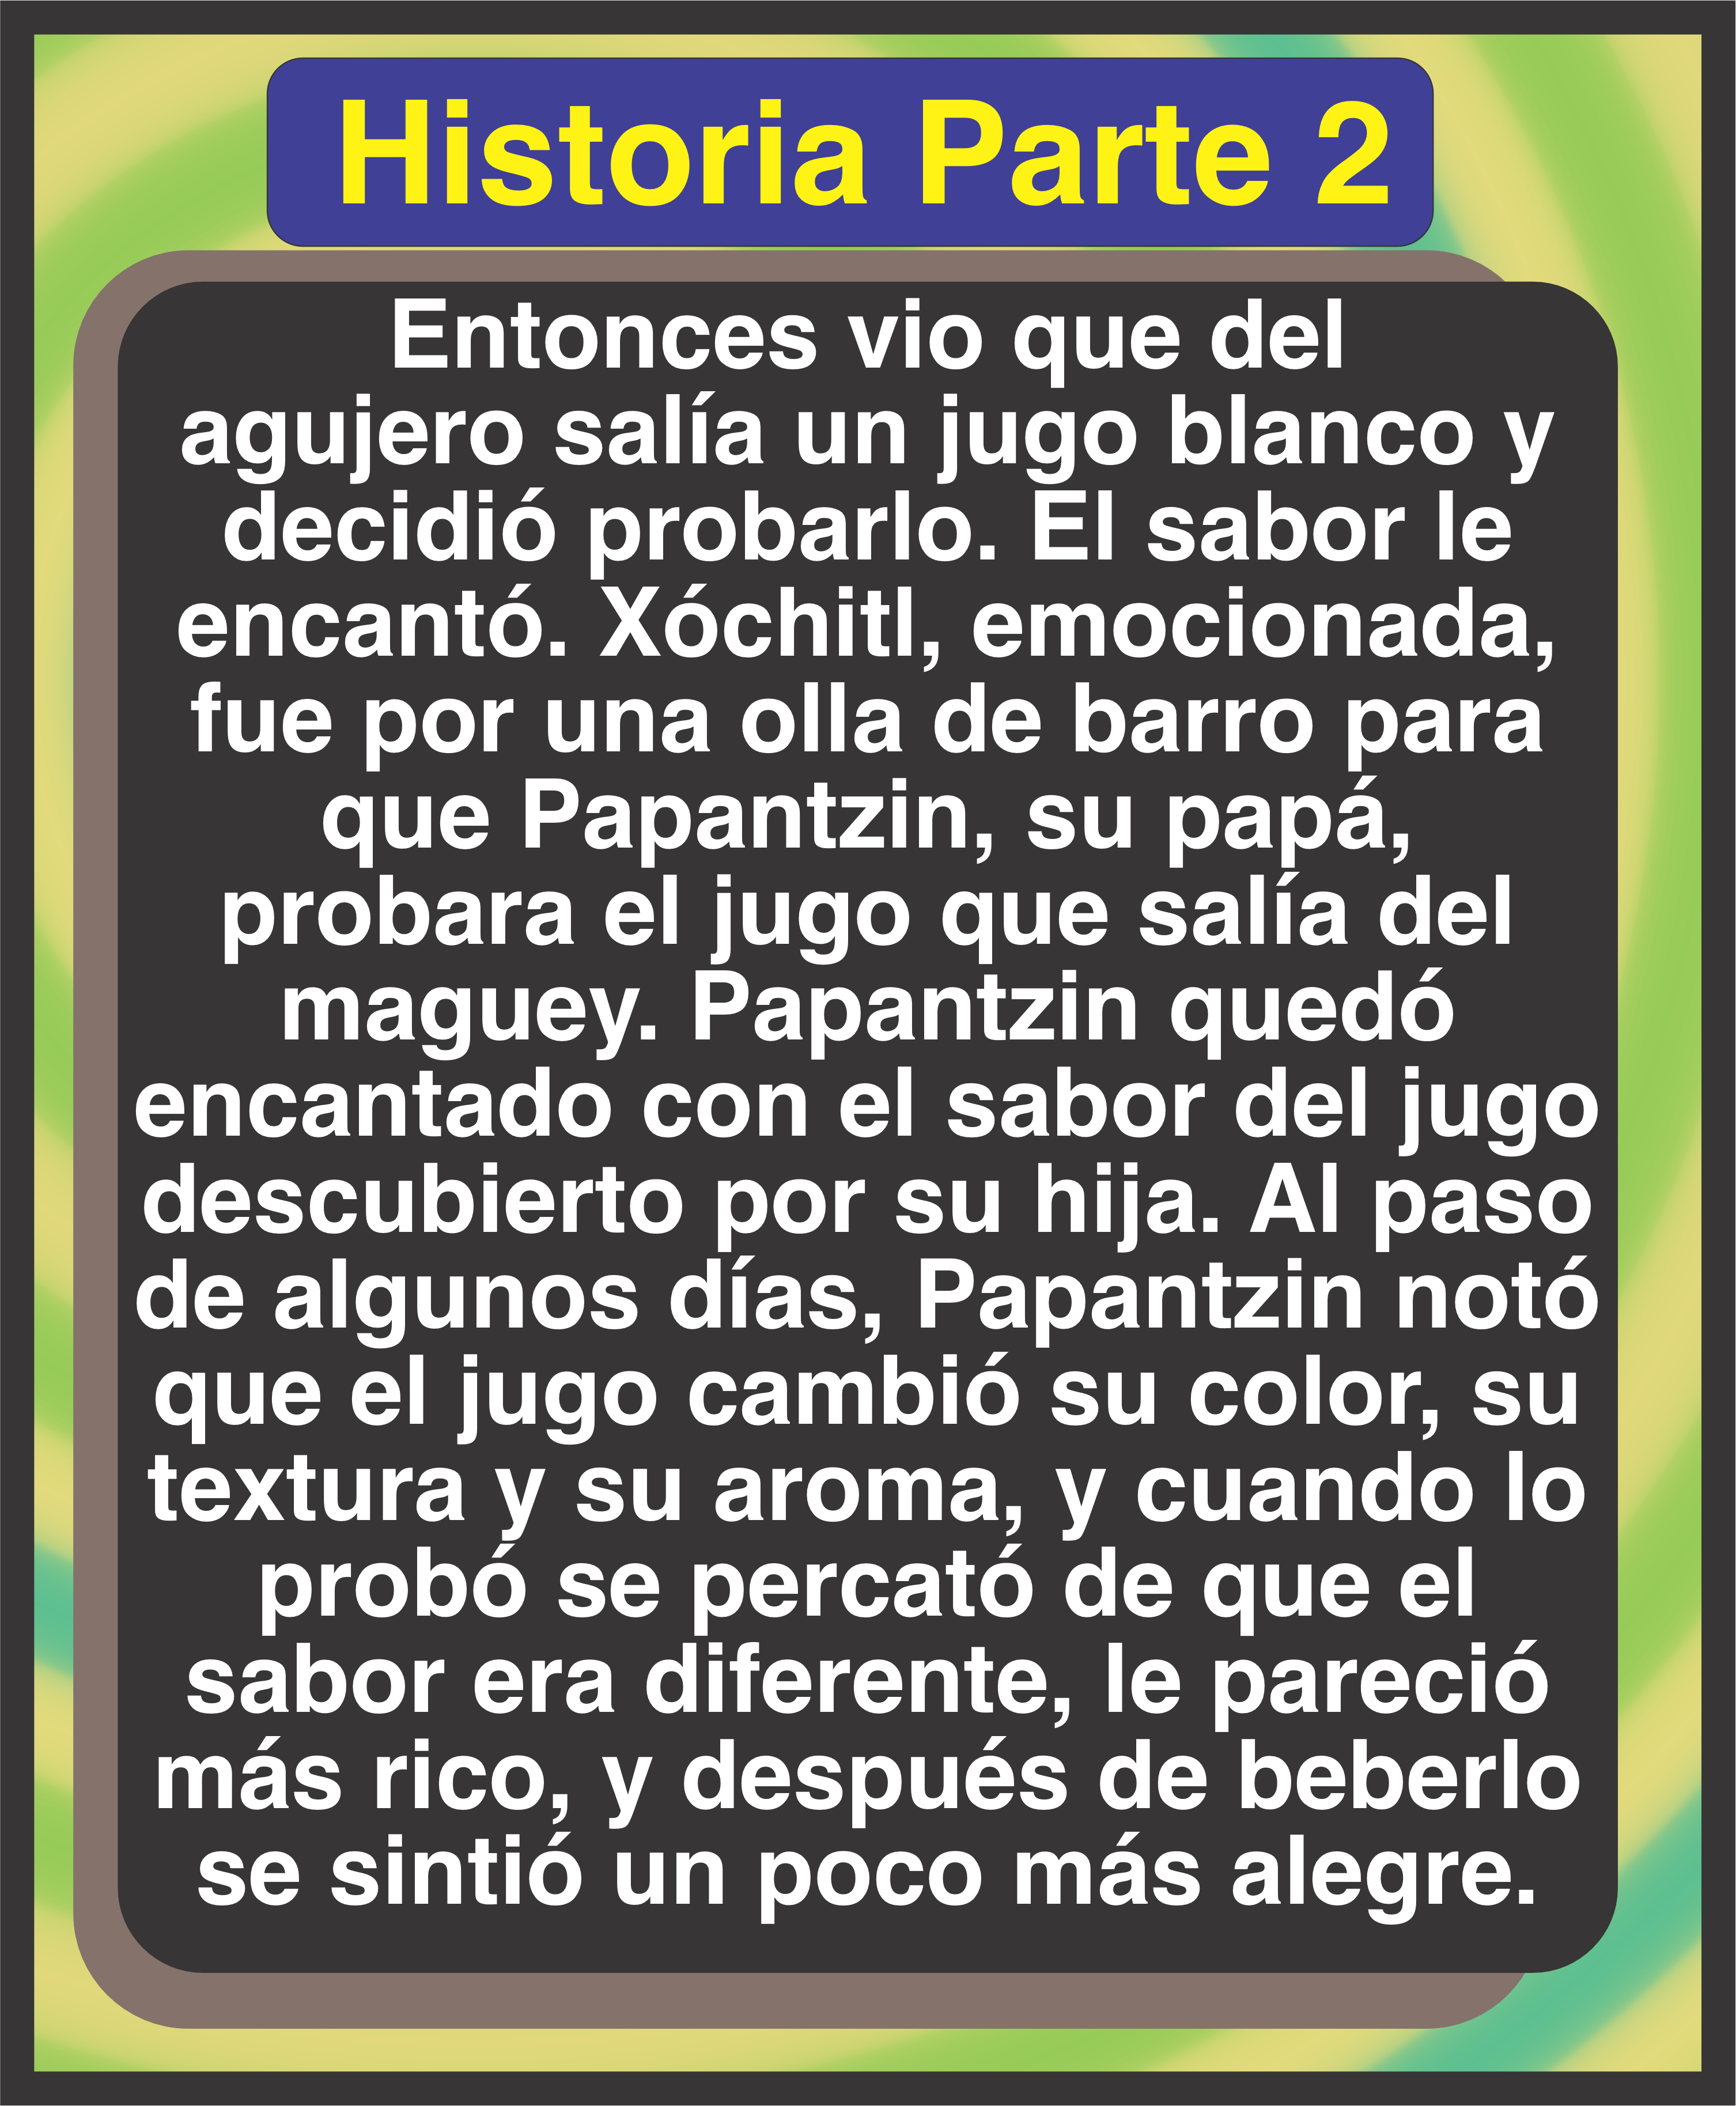 Historia Parte 2
Entonces vio que del
agujero salía un jugo blanco y
decidió probarlo. El sabor le
encantó. Xóchitl, emocionada,
fue por una olla de barro para
que Papantzin, su papá,
probara el jugo que salía del
maguey. Papantzin quedó
encantado con el sabor del jugo
descubierto por su hija. Al paso
de algunos días, Papantzin notó
que el jugo cambió su color, su
textura y su aroma, y cuando lo
probó se percató de que el
sabor era diferente, le pareció
más rico, y después de beberlo
se sintió un poco más alegre.